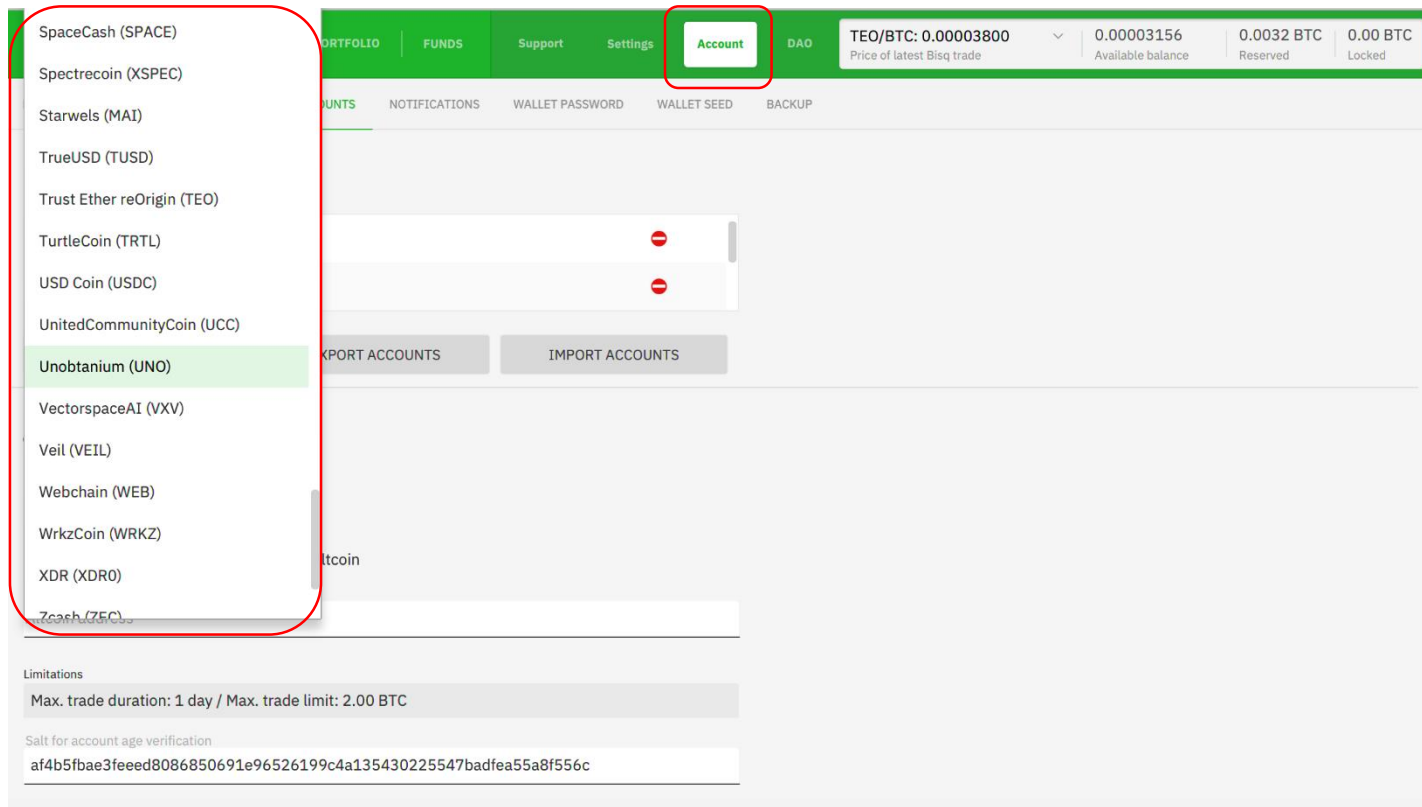 SpaceCash (SPACE)
Spectrecoin (XSPEC)
Starwels (MAI)
TrueUSD (TUSD)
Trust Ether reOrigin (TEO)
TurtleCoin (TRTL)
USD Coin (USDC)
UnitedCommunityCoin (UCC)
Unobtanium (UNO)
VectorspaceAI (VXV)
Veil (VEIL)
Webchain (WEB)
WrkzCoin (WRKZ)
XDR (XDR0)
Zcash (ZEC)
ORTFOLIO FUNDS Support Settings Account DAO
TEO/BTC: 0.00003800 0.00003156 0.0032 BTC 0.00 BTC
Price of latest Bisq trade Available balance Reserved Locked
OUNTS NOTIFICATIONS WALLET PASSWORD WALLET SEED BACKUP
XPORT ACCOUNTS IMPORT ACCOUNTS
ltcoin
Altcoin address
Limitations
Max. trade duration: 1 day / Max. trade limit: 2.00 BTC
Salt for account age verification
af4b5fbae3feeed8086850691e96526199c4a135430225547badfea55a8f556c